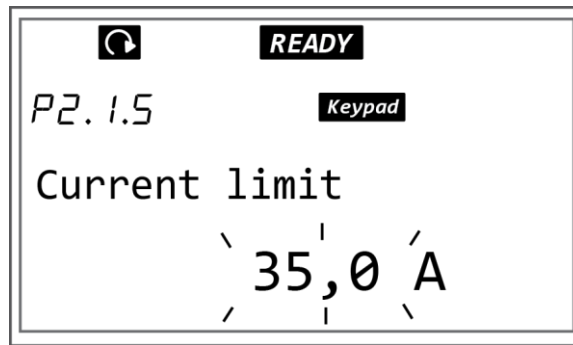 READY
P2.1.5
Keypad
Current limit
35,0 A